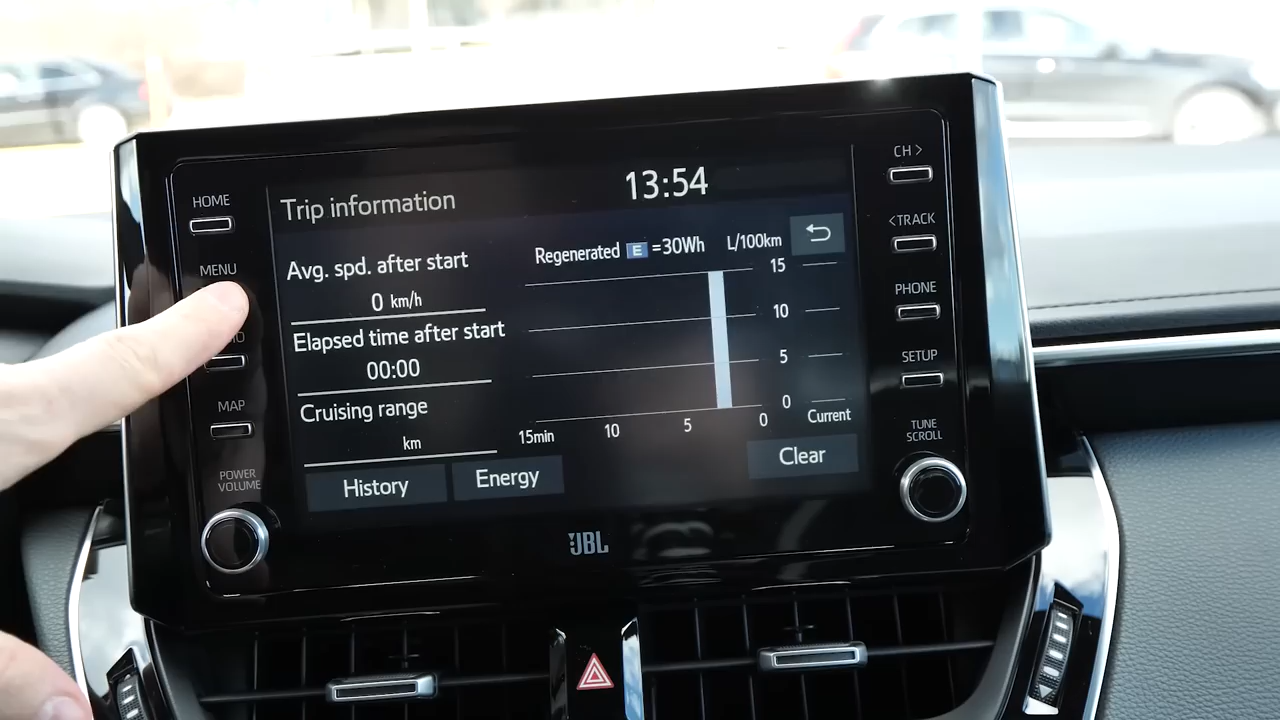 HOME
MENU
MAP
POWER
VOLUME
Trip information
13:54
Avg. spd. after start
0 km/h
Elapsed time after start
00:00
Cruising range
km
Regenerated E =30Wh L/100km
15
10
5
0
15min 10 5 0 Current
History
Energy
Clear
JBL
CH >
< TRACK
PHONE
SETUP
TUNE
SCROLL